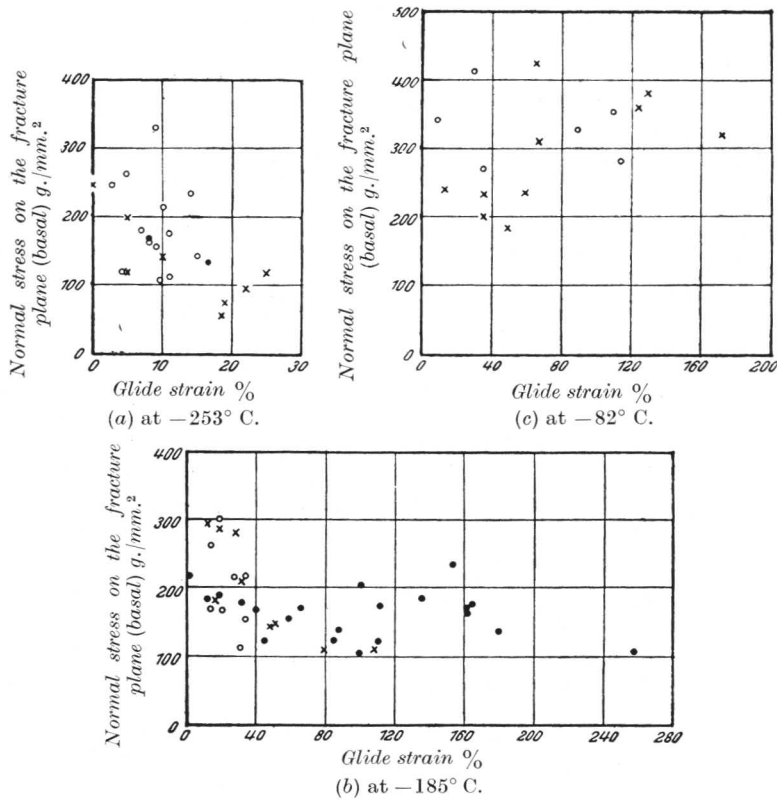 Normal stress on the fracture
plane (basal) g./mm.²
400
300
200
100
0
0 10 20 30
Glide strain %
(a) at −253° C.
Normal stress on the fracture plane
(basal) g./mm.²
500
400
300
200
100
0
0 40 80 120 160 200
Glide strain %
(c) at −82° C.
Normal stress on the fracture
plane (basal) g./mm.²
400
300
200
100
0
0 40 80 120 160 200 240 280
Glide strain %
(b) at −185° C.